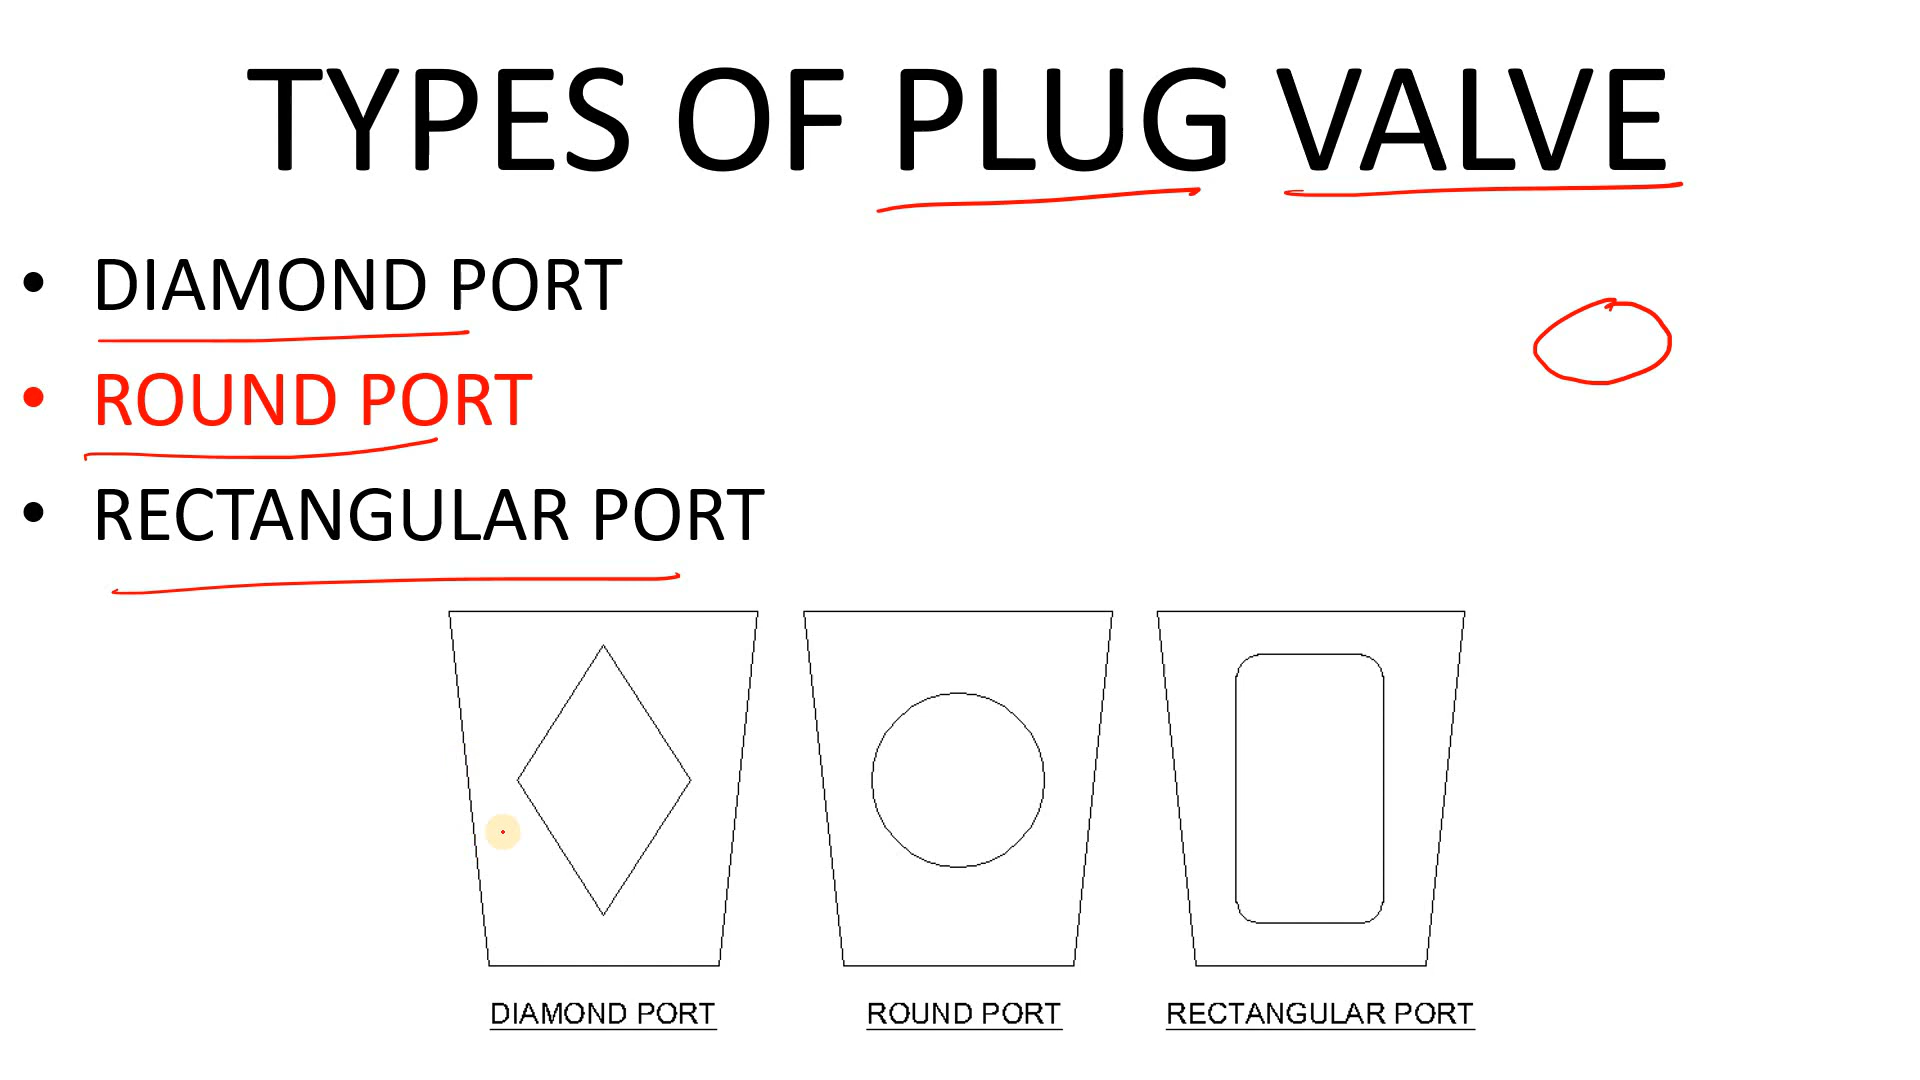 TYPES OF PLUG VALVE
• DIAMOND PORT
• ROUND PORT
• RECTANGULAR PORT
DIAMOND PORT
ROUND PORT
RECTANGULAR PORT